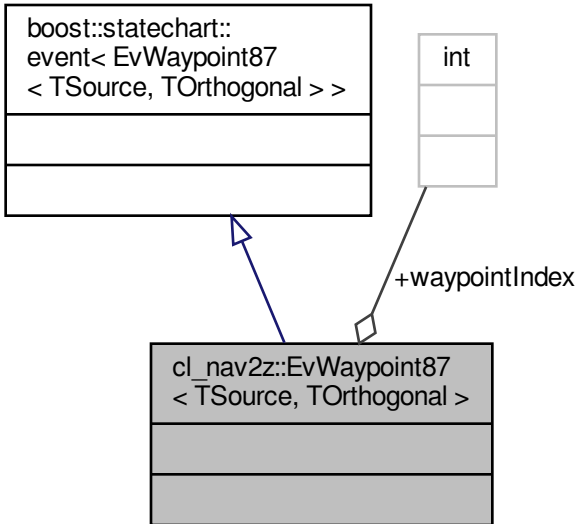 boost::statechart::
event< EvWaypoint87
< TSource, TOrthogonal > >
int
+waypointIndex
cl_nav2z::EvWaypoint87
< TSource, TOrthogonal >